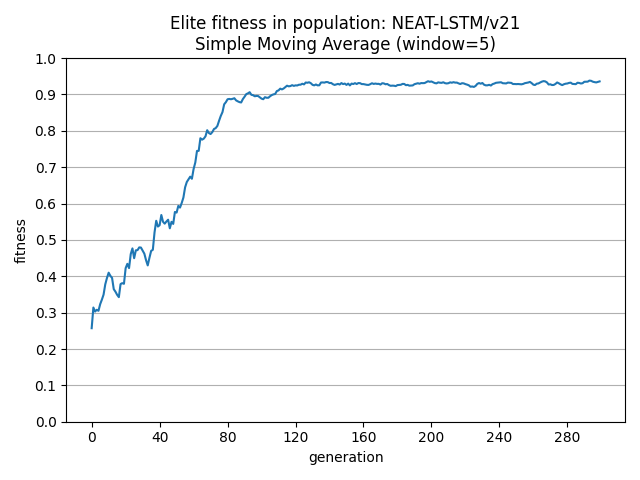 Elite fitness in population: NEAT-LSTM/v21
Simple Moving Average (window=5)
1.0
0.9
0.8
0.7
0.6
0.5
0.4
0.3
0.2
0.1
0.0
fitness
0 40 80 120 160 200 240 280
generation